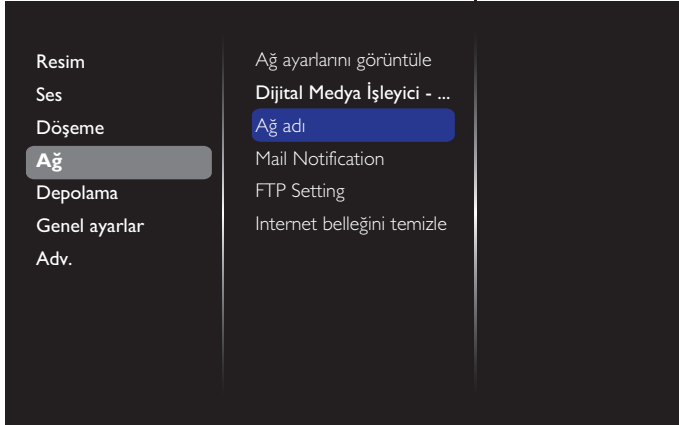 Resim
Ses
Döşeme
Ağ
Depolama
Genel ayarlar
Adv.
Ağ ayarlarını görüntüle
Dijital Medya İşleyici - ...
Ağ adı
Mail Notification
FTP Setting
Internet belleğini temizle